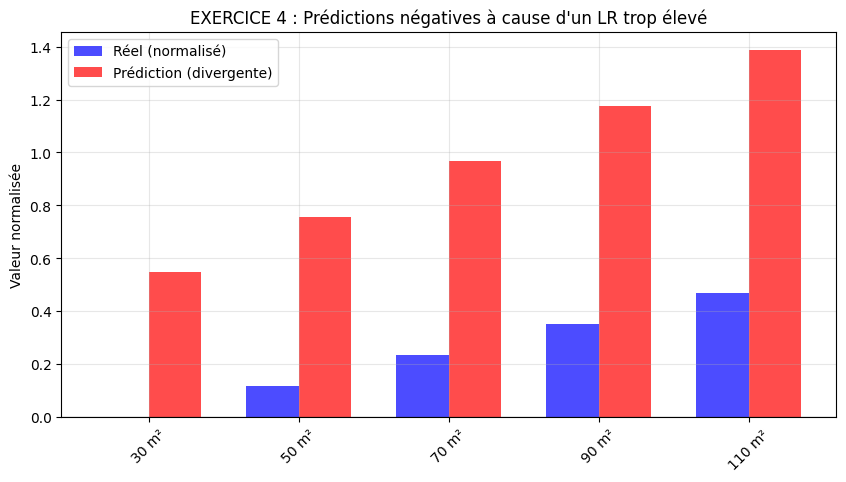 EXERCICE 4 : Prédictions négatives à cause d'un LR trop élevé
Réel (normalisé)
Prédiction (divergente)
Valeur normalisée
1.4
1.2
1.0
0.8
0.6
0.4
0.2
0.0
30 m²
50 m²
70 m²
90 m²
110 m²